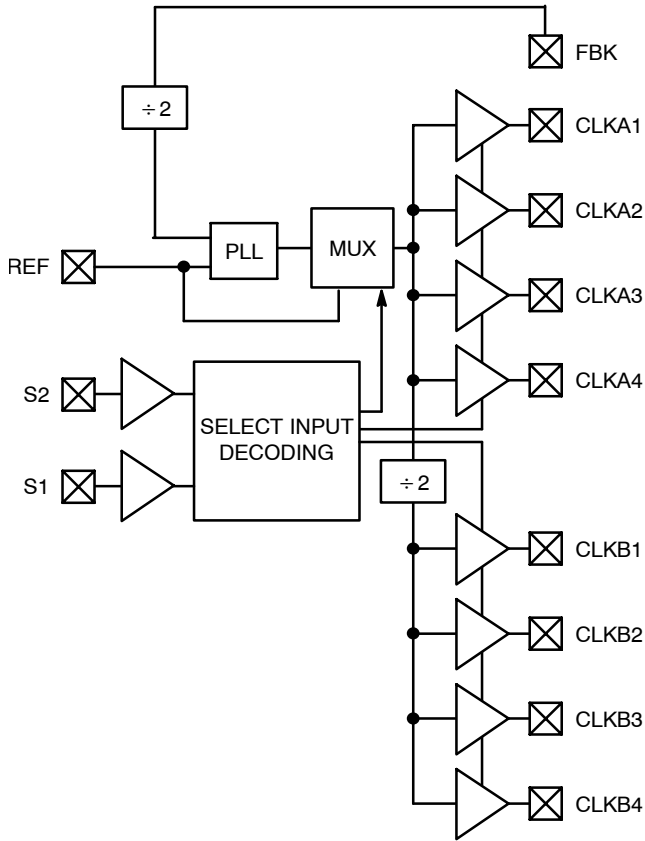 FBK
÷2
CLKA1
CLKA2
PLL
MUX
REF
CLKA3
CLKA4
S2
SELECT INPUT
DECODING
S1
÷2
CLKB1
CLKB2
CLKB3
CLKB4